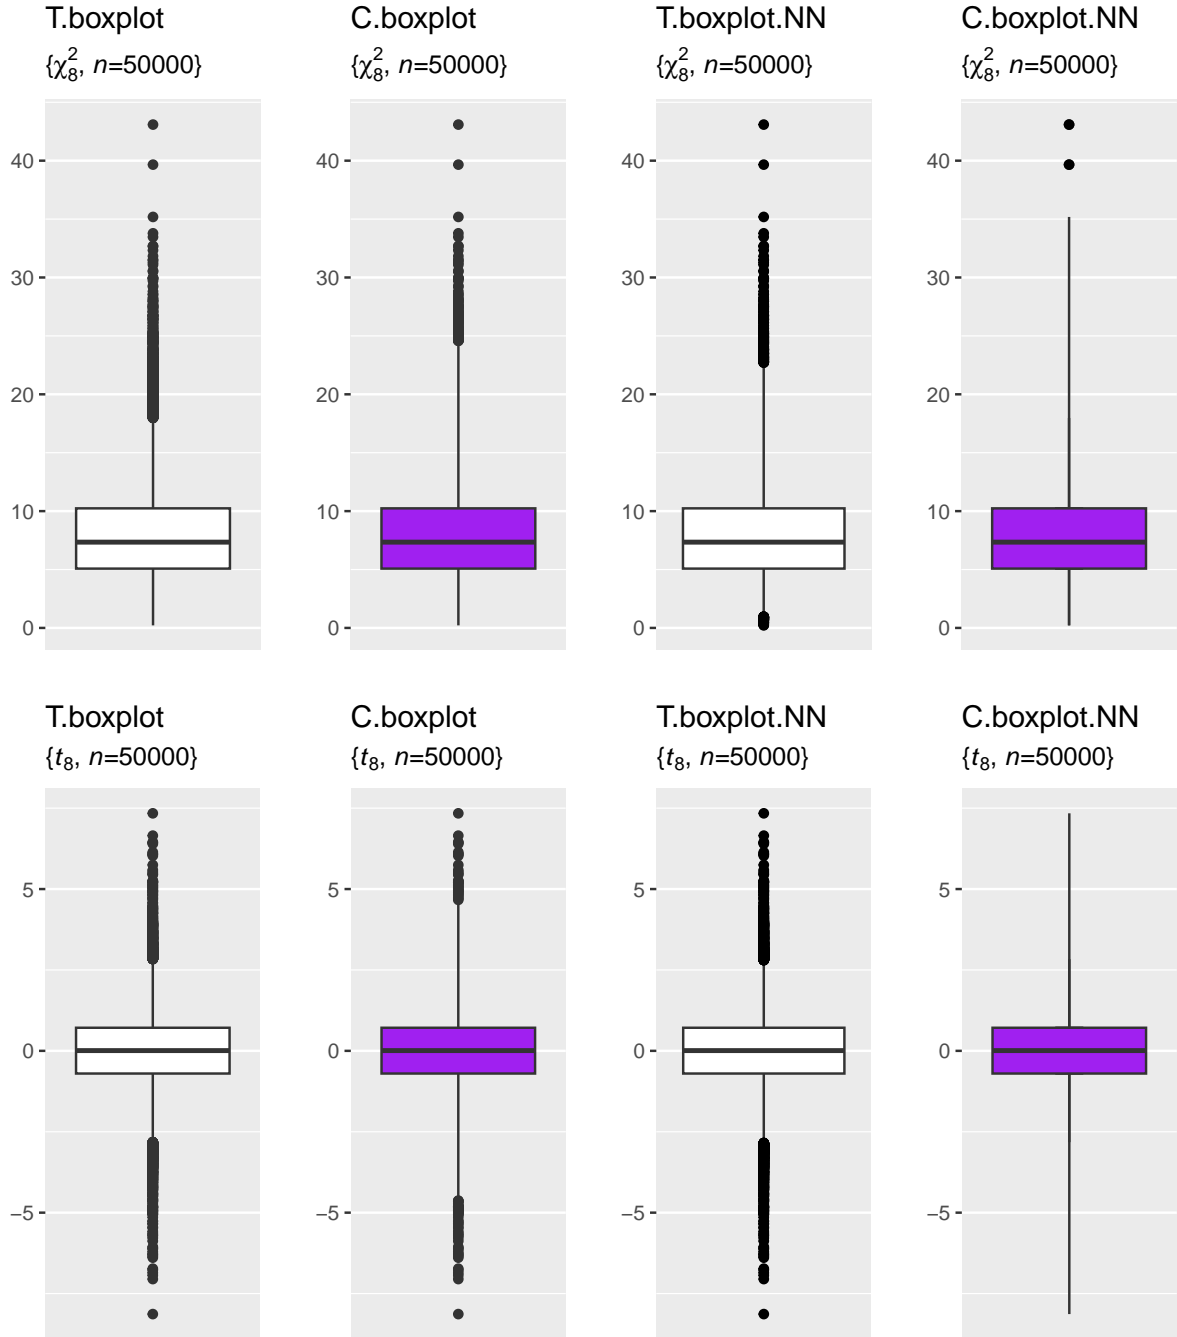 T.boxplot C.boxplot T.boxplot.NN C.boxplot.NN
{χ²₈, n=50000} {χ²₈, n=50000} {χ²₈, n=50000} {χ²₈, n=50000}
40 40 40 40
30 30 30 30
20 20 20 20
10 10 10 10
0 0 0 0
T.boxplot C.boxplot T.boxplot.NN C.boxplot.NN
{t₈, n=50000} {t₈, n=50000} {t₈, n=50000} {t₈, n=50000}
5 5 5 5
0 0 0 0
−5 −5 −5 −5